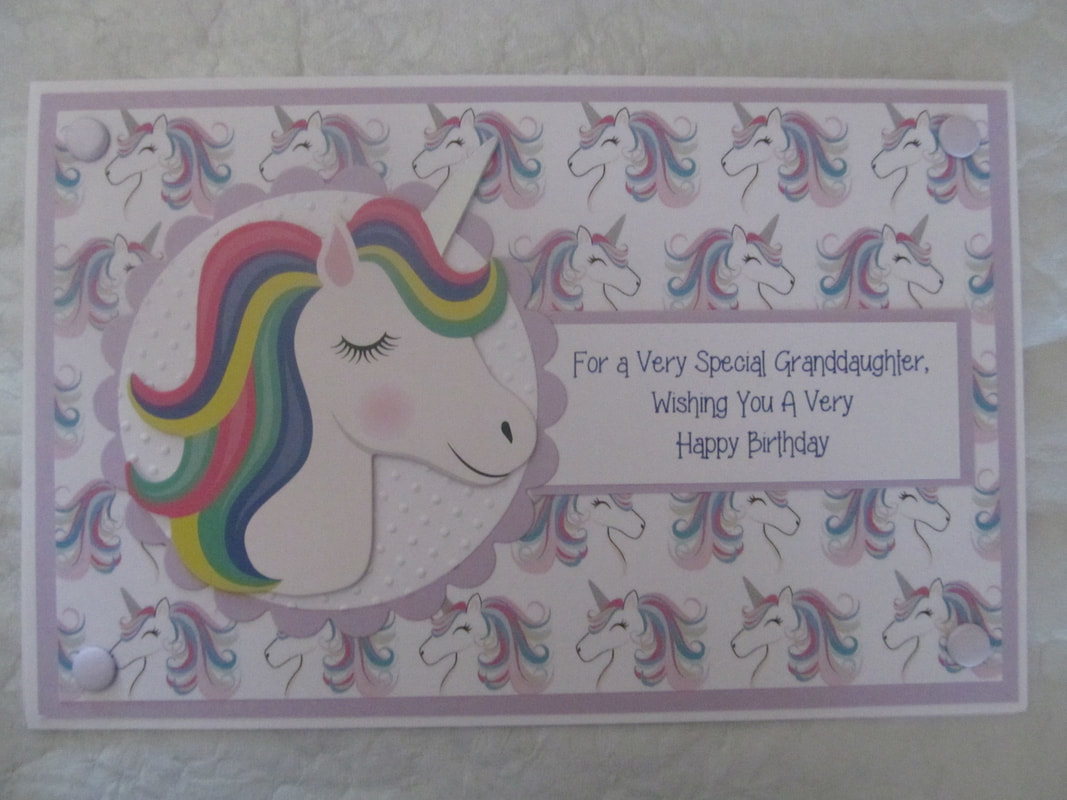 For a Very Special Granddaughter,
Wishing You A Very
Happy Birthday